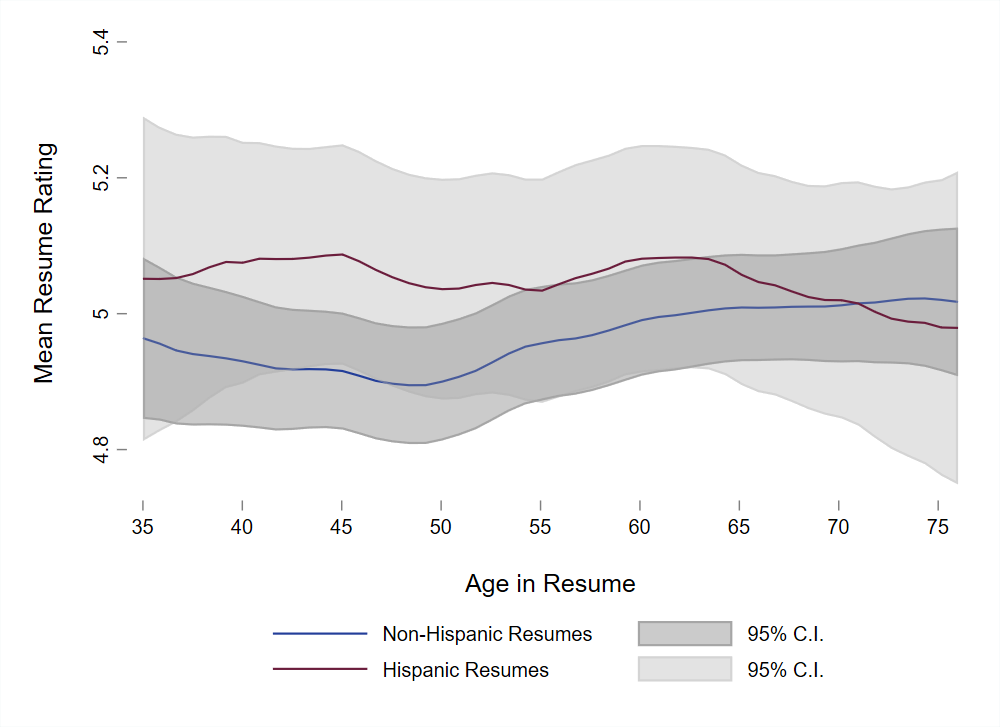 5.4
5.2
5
4.8
Mean Resume Rating
35 40 45 50 55 60 65 70 75
Age in Resume
Non-Hispanic Resumes 95% C.I.
Hispanic Resumes 95% C.I.